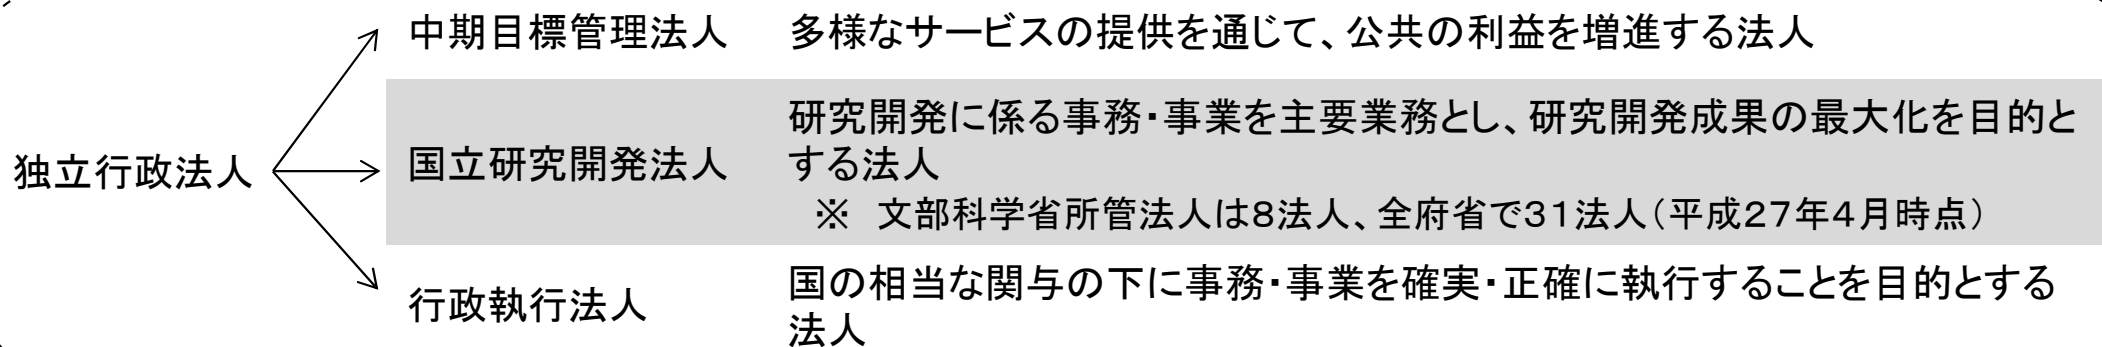 中期目標管理法人 多様なサービスの提供を通じて、公共の利益を増進する法人
独立行政法人
国立研究開発法人
研究開発に係る事務・事業を主要業務とし、研究開発成果の最大化を目的と
する法人
※ 文部科学省所管法人は8法人、全府省で31法人(平成27年4月時点)
行政執行法人
国の相当な関与の下に事務・事業を確実・正確に執行することを目的とする
法人